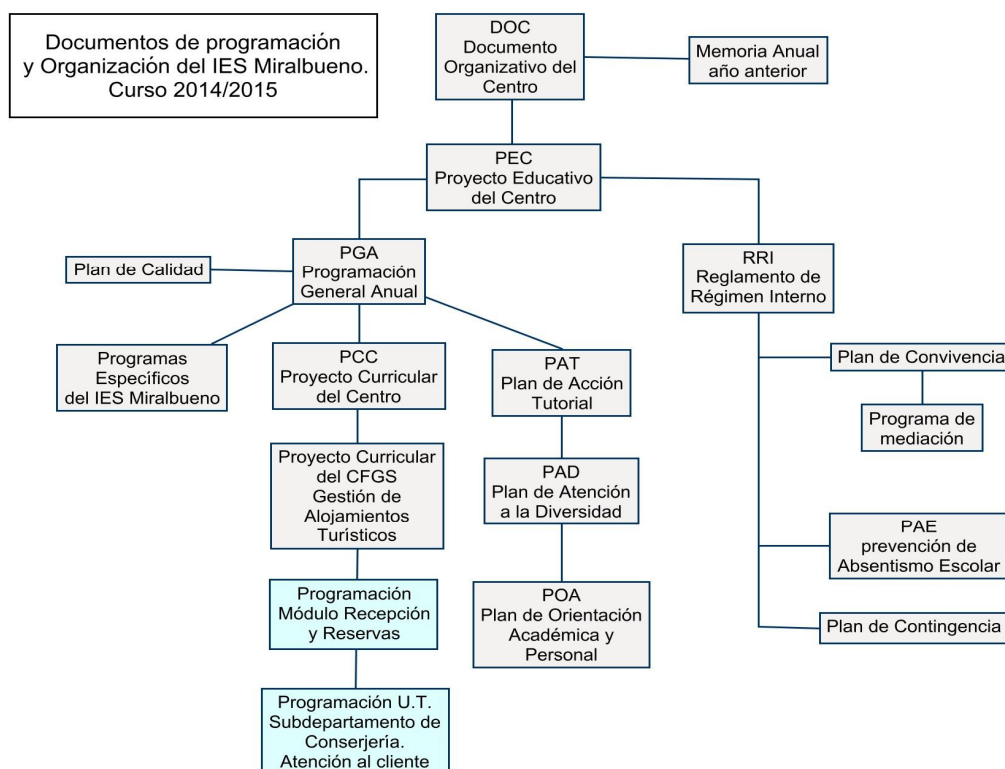 Documentos de programación
y Organización del IES Miralbueno.
Curso 2014/2015
DOC
Documento
Organizativo del
Centro
Memoria Anual
año anterior
PEC
Proyecto Educativo
del Centro
Plan de Calidad
PGA
Programación
General Anual
RRI
Reglamento de
Régimen Interno
Programas
Específicos
del IES Miralbueno
PCC
Proyecto Curricular
del Centro
PAT
Plan de Acción
Tutorial
Plan de Convivencia
Programa de
mediación
Proyecto Curricular
del CFGS
Gestión de
Alojamientos
Turísticos
PAD
Plan de Atención
a la Diversidad
PAE
prevención de
Absentismo Escolar
Programación
Módulo Recepción
y Reservas
POA
Plan de Orientación
Académica y
Personal
Plan de Contingencia
Programación U.T.
Subdepartamento de
Conserjería.
Atención al cliente